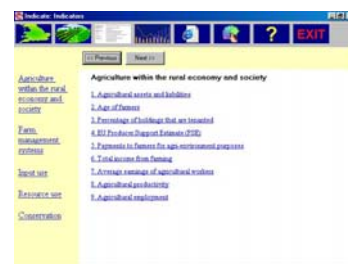 Indicate: Indicators
EXIT
<< Previous
Next >>
Agriculture within the rural economy and society
Agriculture
within the rural
economy and
society
Farm
management
systems
Input use
Resource use
Conservation
1. Agricultural assets and liabilities
2. Age of farmers
3. Percentage of holdings that are tenanted
4. EU Producer Support Estimate (PSE)
5. Payments to farmers for agri-environment purposes
6. Total income from farming
7. Average earnings of agricultural workers
8. Agricultural productivity
9. Agricultural employment